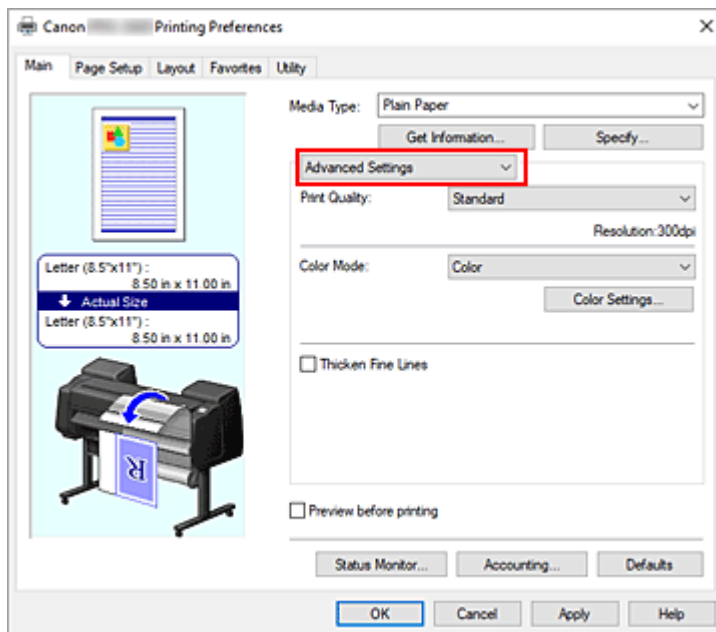 Canon Printing Preferences
Main Page Setup Layout Favorites Utility
Media Type: Plain Paper
Get Information... Specify...
Advanced Settings
Print Quality: Standard
Resolution:300dpi
Color Mode: Color
Color Settings...
Thicken Fine Lines
Letter (8.5"x11") :
8.50 in x 11.00 in
Actual Size
Letter (8.5"x11") :
8.50 in x 11.00 in
R
Preview before printing
Status Monitor... Accounting... Defaults
OK Cancel Apply Help